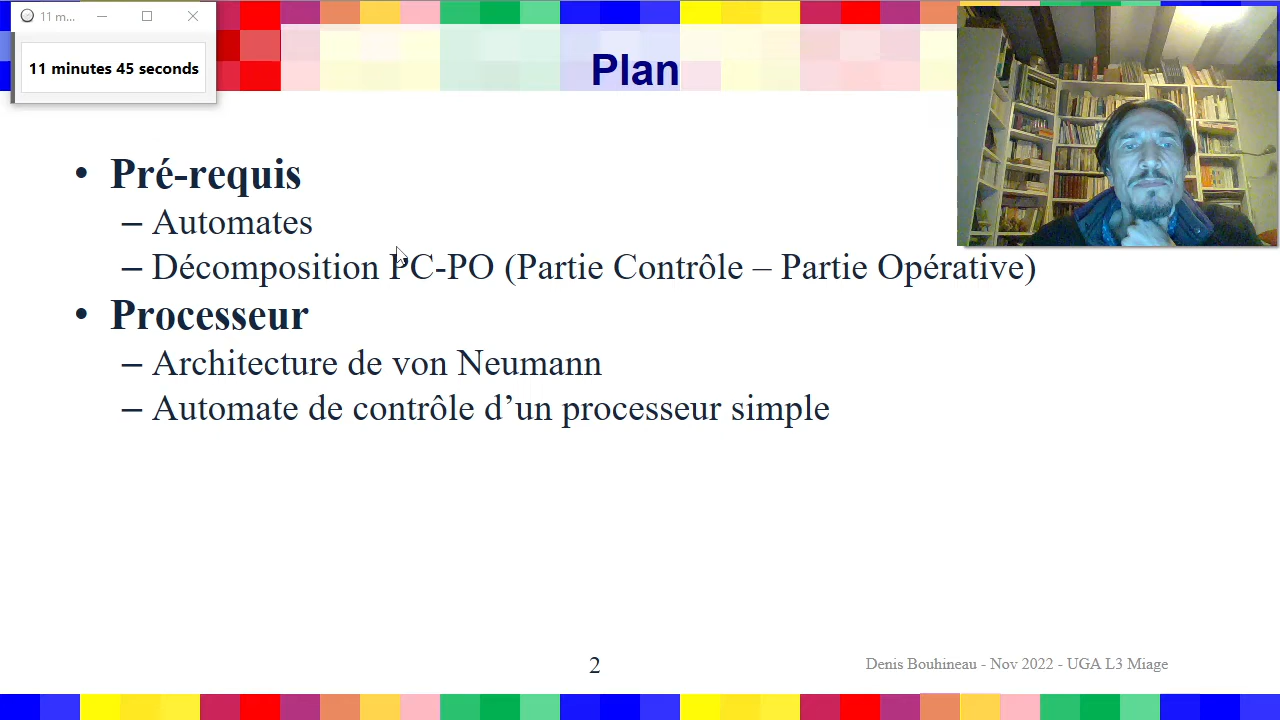 11 m...
11 minutes 45 seconds
Plan
• Pré-requis
– Automates
– Décomposition PC-PO (Partie Contrôle – Partie Opérative)
• Processeur
– Architecture de von Neumann
– Automate de contrôle d’un processeur simple
2
Denis Bouhineau - Nov 2022 - UGA L3 Miage